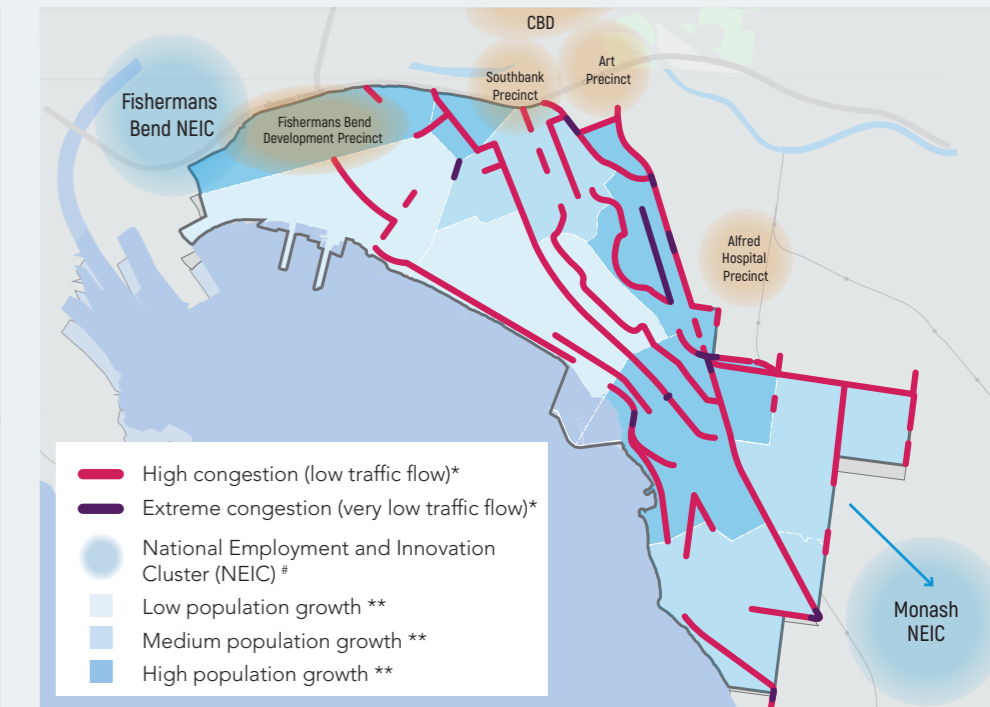 CBD
Art
Precinct
Southbank
Precinct
Fishermans
Bend NEIC
Fishermans Bend
Development Precinct
Alfred
Hospital
Precinct
High congestion (low traffic flow)*
Extreme congestion (very low traffic flow)*
National Employment and Innovation
Cluster (NEIC) #
Low population growth **
Medium population growth **
High population growth **
Monash
NEIC